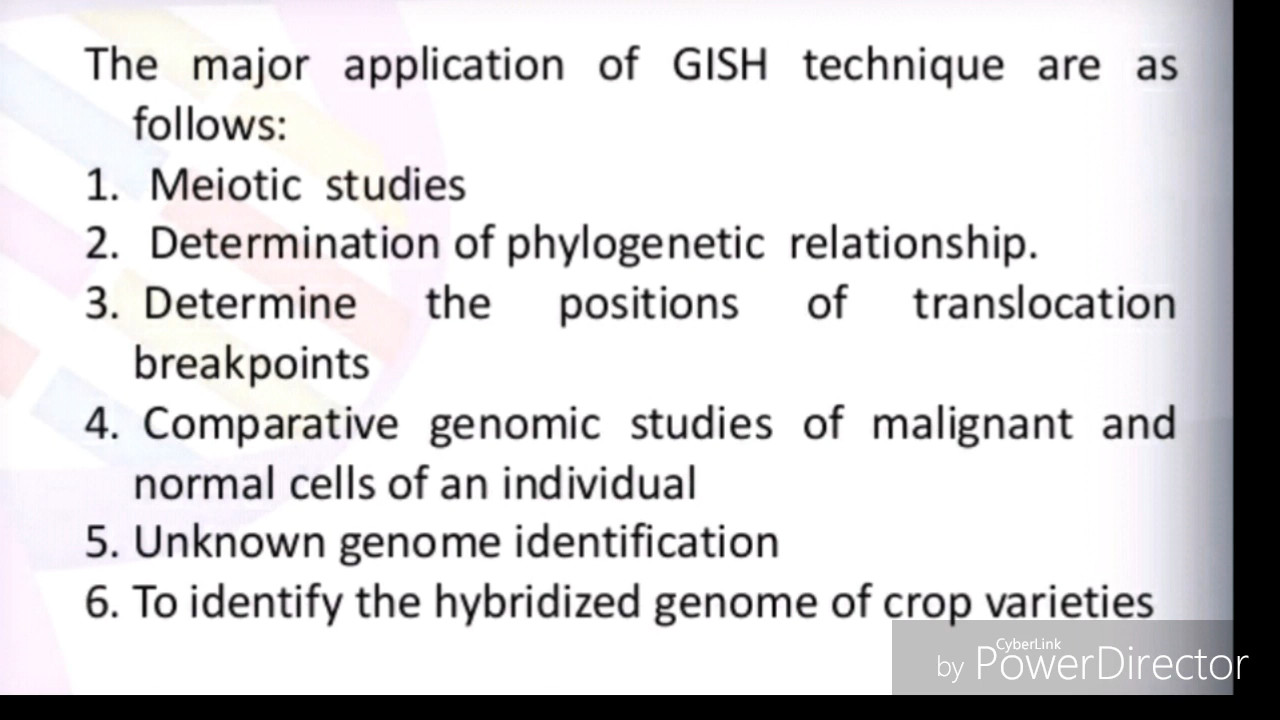 The major application of GISH technique are as
follows:
1. Meiotic studies
2. Determination of phylogenetic relationship.
3. Determine the positions of translocation
breakpoints
4. Comparative genomic studies of malignant and
normal cells of an individual
5. Unknown genome identification
6. To identify the hybridized genome of crop varieties
CyberLink
by PowerDirector